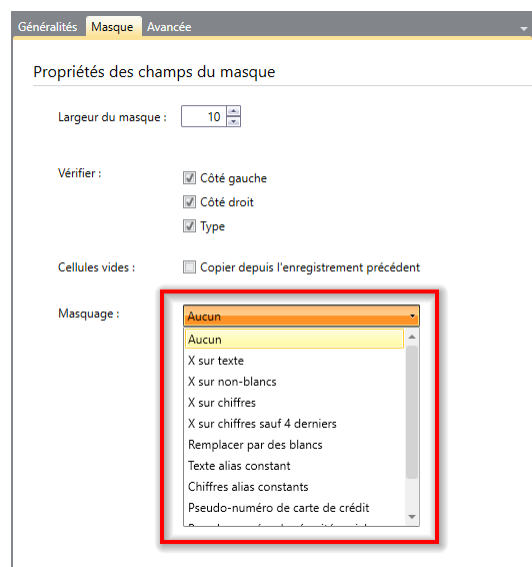 Généralités Masque Avancée
Propriétés des champs du masque
Largeur du masque : 10
Vérifier : Côté gauche
Côté droit
Type
Cellules vides : Copier depuis l'enregistrement précédent
Masquage : Aucun
Aucun
X sur texte
X sur non-blancs
X sur chiffres
X sur chiffres sauf 4 derniers
Remplacer par des blancs
Texte alias constant
Chiffres alias constants
Pseudo-numéro de carte de crédit